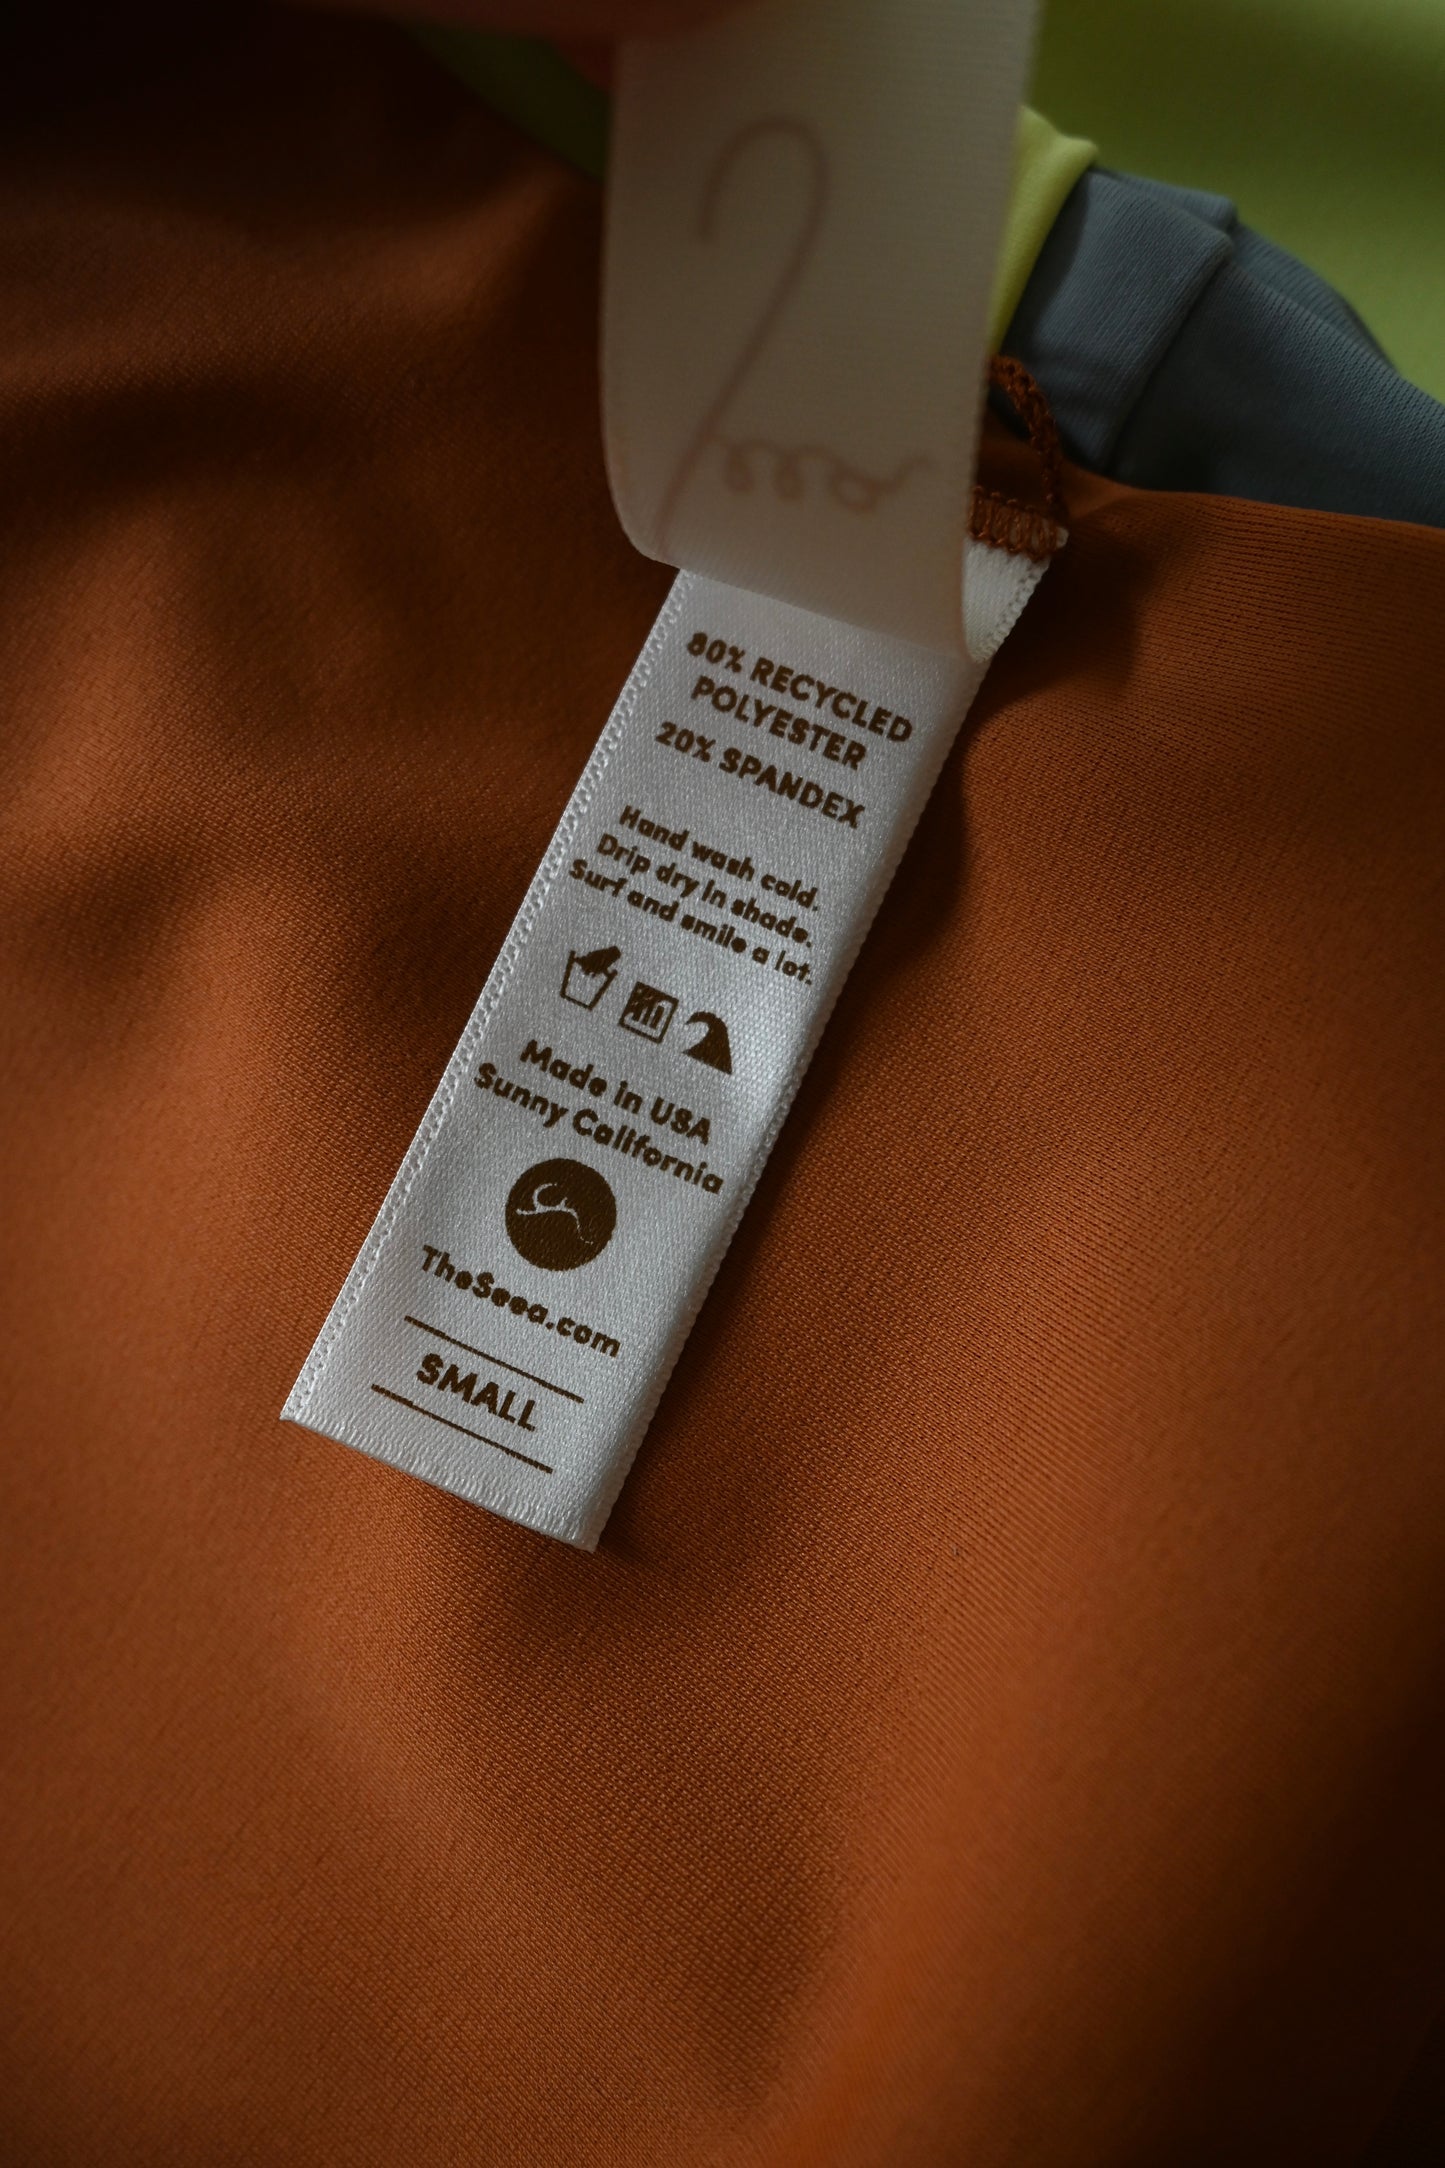 Seea
80% RECYCLED
POLYESTER
20% SPANDEX
Hand wash cold.
Drip dry in shade.
Surf and smile a lot.
Made in USA
Sunny California
TheSeea.com
SMALL